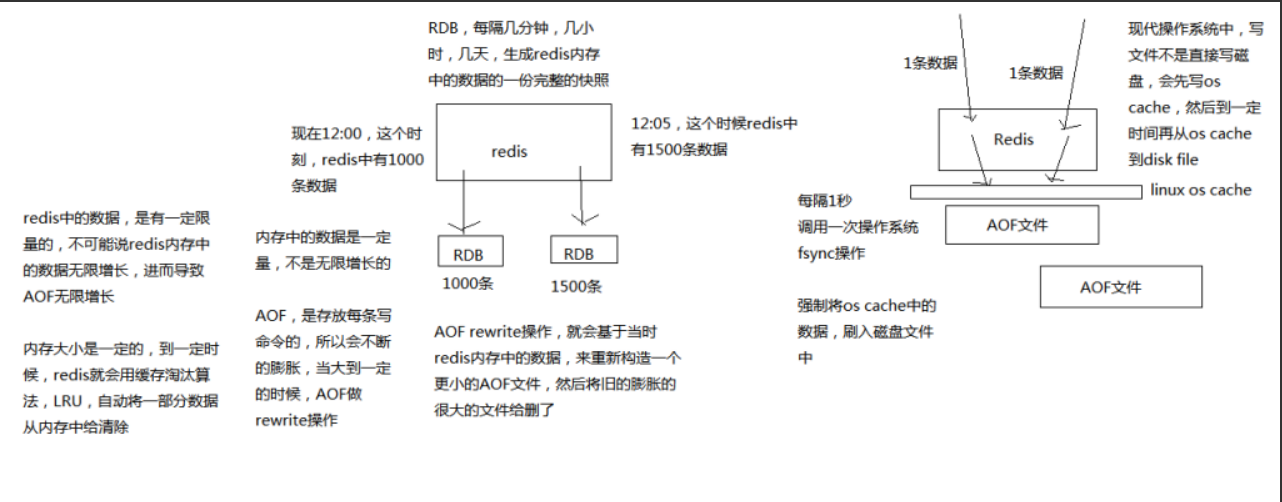 RDB，每隔几分钟，几小
时，几天，生成redis内存
中的数据的一份完整的快照
现在12:00，这个时
刻，redis中有1000
条数据
redis
12:05，这个时候redis中
有1500条数据
RDB
1000条
RDB
1500条
redis中的数据，是有一定限
量的，不可能说redis内存中
的数据无限增长，进而导致
AOF无限增长
内存大小是一定的，到一定时
候，redis就会用缓存淘汰算
法，LRU，自动将一部分数据
从内存中给清除
内存中的数据是一定
量，不是无限增长的
AOF，是存放每条写
命令的，所以会不断
的膨胀，当大到一定
的时候，AOF做
rewrite操作
AOF rewrite操作，就会基于当时
redis内存中的数据，来重新构造一个
更小的AOF文件，然后将旧的膨胀的
很大的文件给删了
1条数据
1条数据
Redis
现代操作系统中，写
文件不是直接写磁
盘，会先写os
cache，然后到一定
时间再从os cache
到disk file
linux os cache
AOF文件
AOF文件
每隔1秒
调用一次操作系统
fsync操作
强制将os cache中的
数据，刷入磁盘文件
中